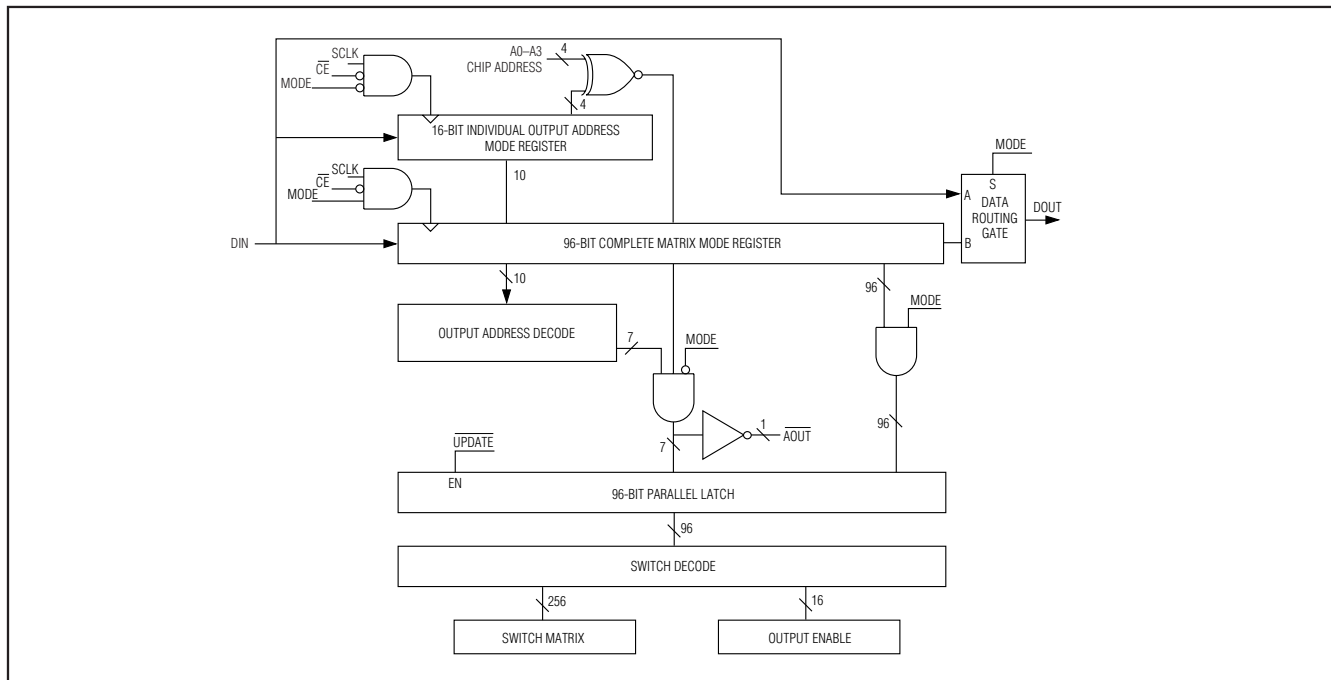 SCLK
CE
MODE
A0–A3
CHIP ADDRESS
4
4
16-BIT INDIVIDUAL OUTPUT ADDRESS
MODE REGISTER
SCLK
CE
MODE
10
MODE
S
A
DATA
ROUTING
GATE
B
DOUT
DIN
96-BIT COMPLETE MATRIX MODE REGISTER
10
96
MODE
OUTPUT ADDRESS DECODE
7
MODE
1
AOUT
7
96
UPDATE
EN
96-BIT PARALLEL LATCH
96
SWITCH DECODE
256
16
SWITCH MATRIX
OUTPUT ENABLE